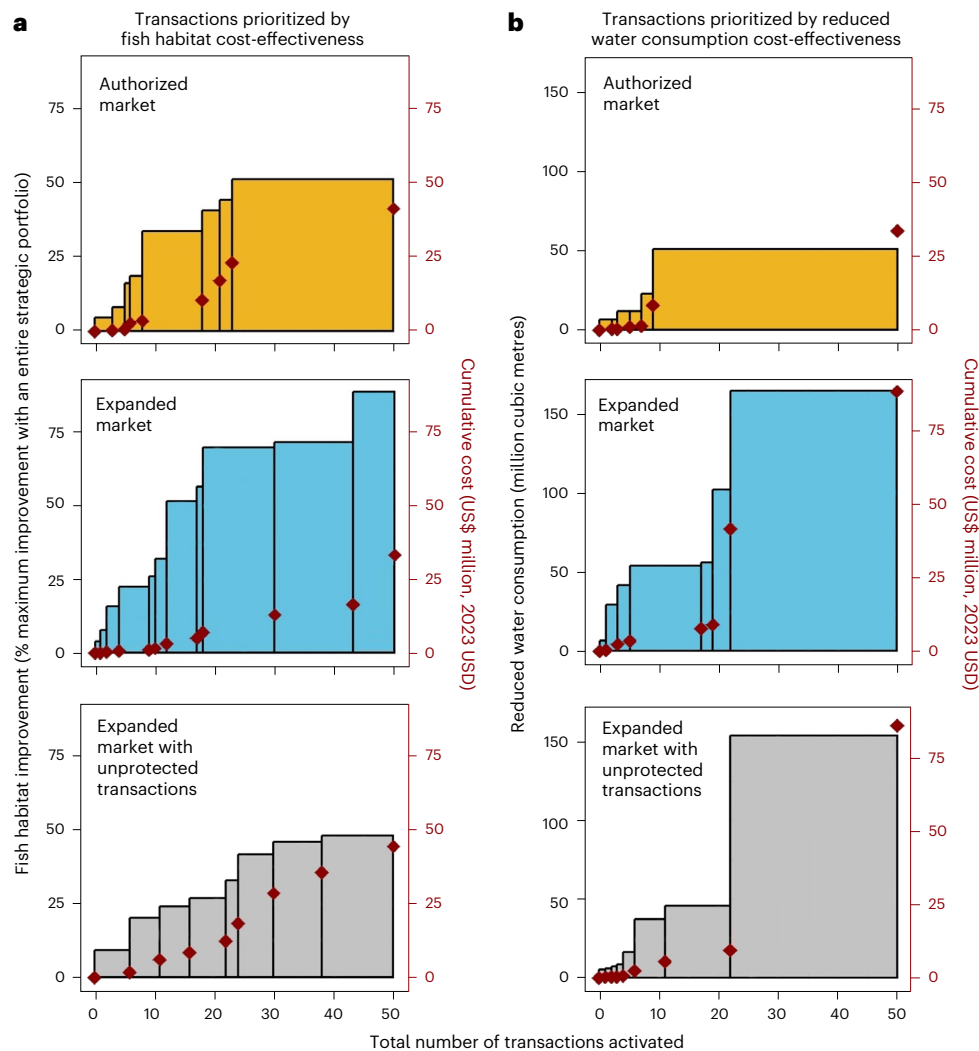 a
Transactions prioritized by
fish habitat cost-effectiveness
b
Transactions prioritized by reduced
water consumption cost-effectiveness
Fish habitat improvement (% maximum improvement with an entire strategic portfolio)
Authorized
market
75
50
25
0
75
50
25
0
Expanded
market
75
50
25
0
75
50
25
0
Expanded
market with
unprotected
transactions
75
50
25
0
75
50
25
0
0 10 20 30 40 50
Cumulative cost (US$ million, 2023 USD)
Reduced water consumption (million cubic metres)
Authorized
market
150
100
50
0
75
50
25
0
Expanded
market
150
100
50
0
75
50
25
0
Expanded
market with
unprotected
transactions
150
100
50
0
75
50
25
0
0 10 20 30 40 50
Cumulative cost (US$ million, 2023 USD)
Total number of transactions activated